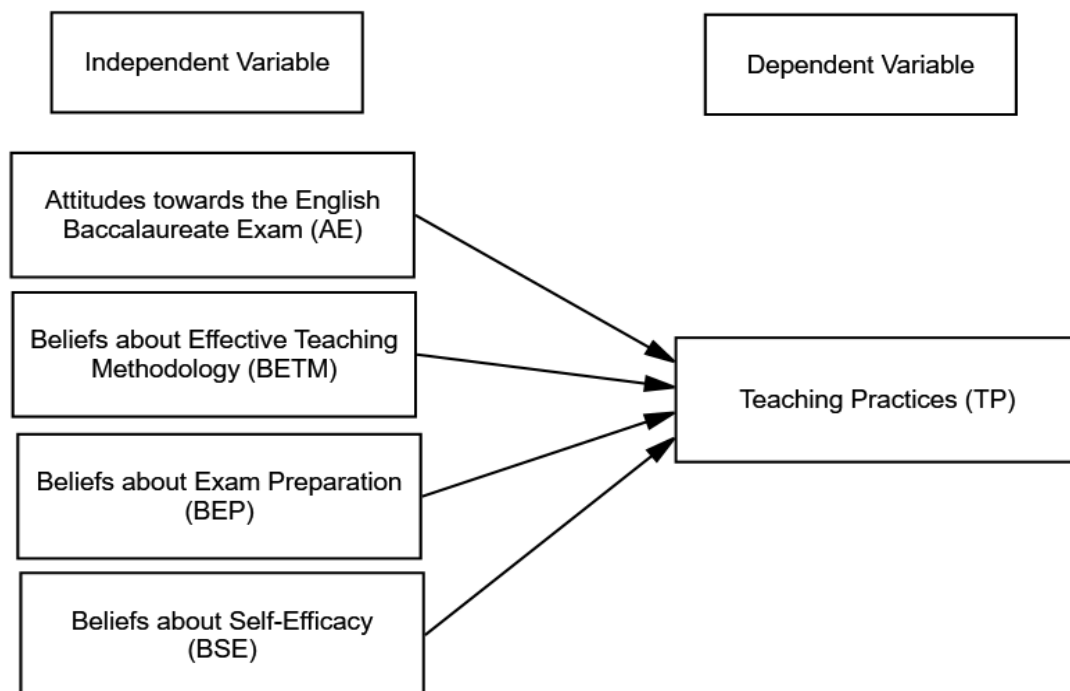 Independent Variable
Dependent Variable
Attitudes towards the English
Baccalaureate Exam (AE)
Beliefs about Effective Teaching
Methodology (BETM)
Beliefs about Exam Preparation
(BEP)
Beliefs about Self-Efficacy
(BSE)
Teaching Practices (TP)